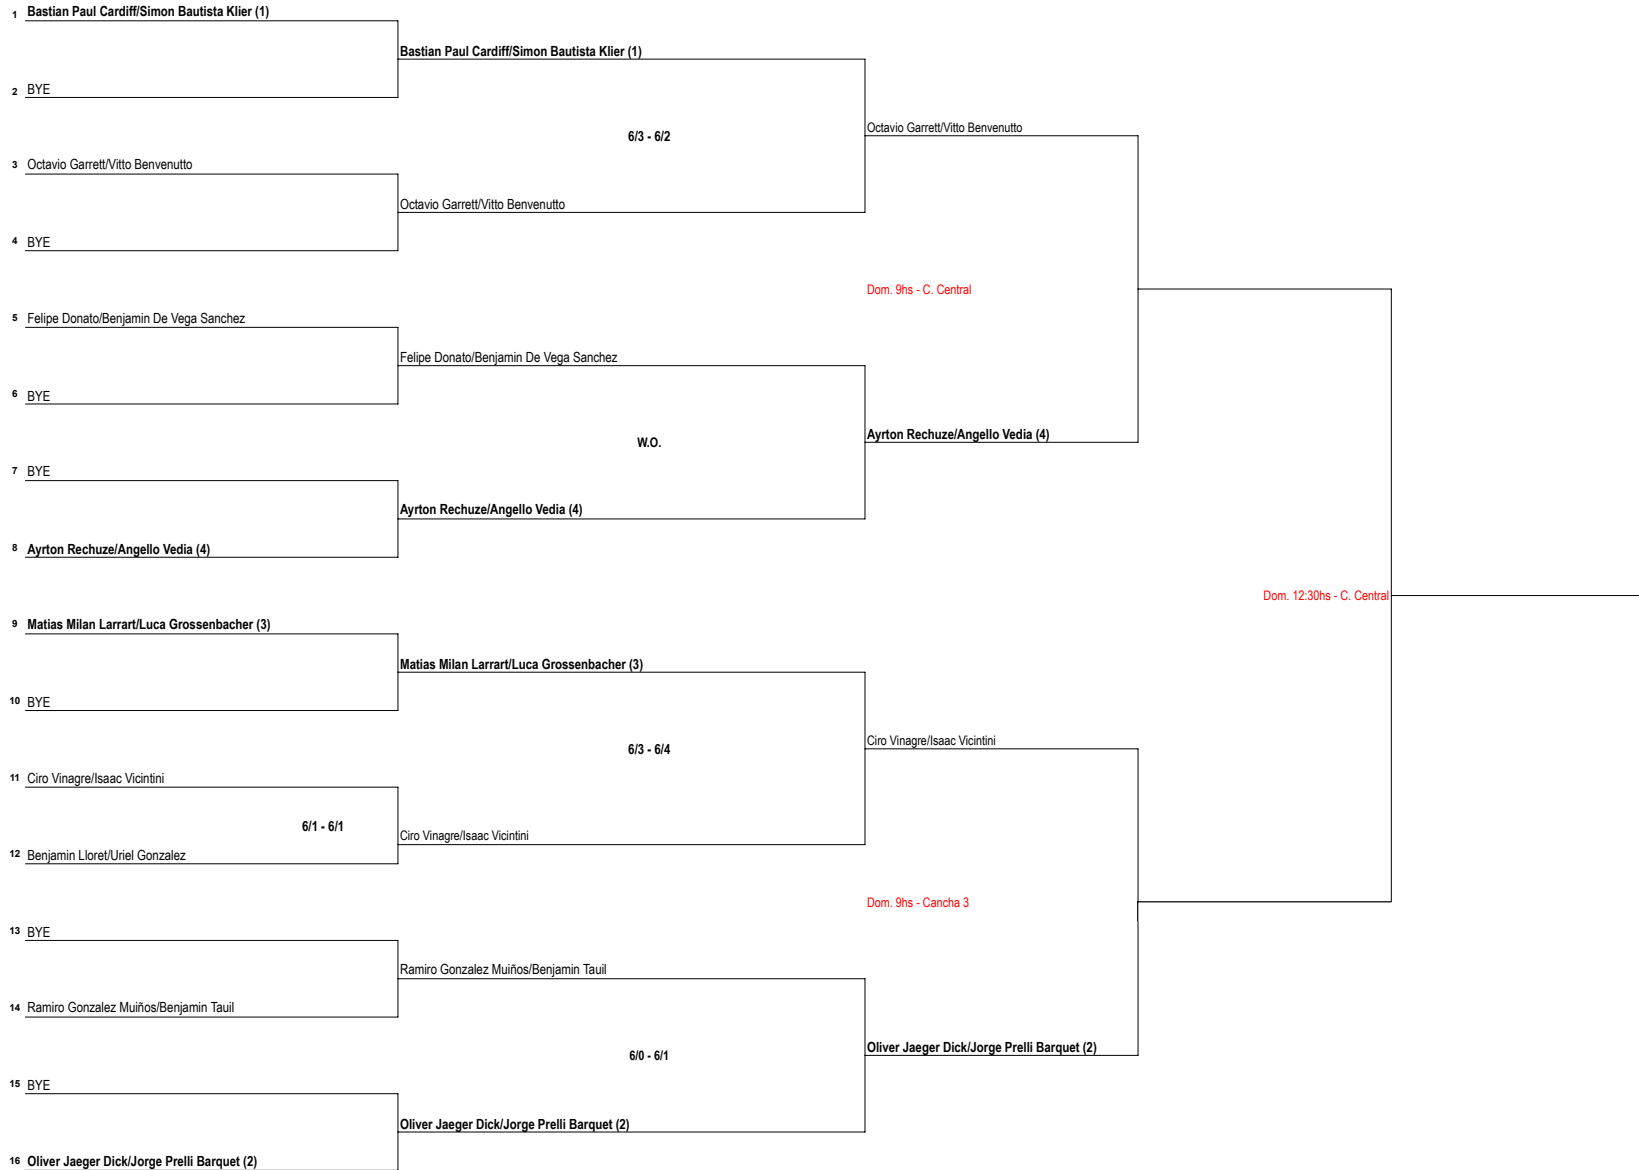 1 Bastian Paul Cardiff/Simon Bautista Klier (1)
Bastian Paul Cardiff/Simon Bautista Klier (1)
2 BYE
6/3 - 6/2
Octavio Garrett/Vitto Benvenutto
3 Octavio Garrett/Vitto Benvenutto
Octavio Garrett/Vitto Benvenutto
4 BYE
Dom. 9hs - C. Central
5 Felipe Donato/Benjamin De Vega Sanchez
Felipe Donato/Benjamin De Vega Sanchez
6 BYE
W.O.
Ayrton Rechuze/Angello Vedia (4)
7 BYE
Ayrton Rechuze/Angello Vedia (4)
8 Ayrton Rechuze/Angello Vedia (4)
Dom. 12:30hs - C. Central
9 Matias Milan Larrart/Luca Grossenbacher (3)
Matias Milan Larrart/Luca Grossenbacher (3)
10 BYE
6/3 - 6/4
Ciro Vinagre/Isaac Vicintini
11 Ciro Vinagre/Isaac Vicintini
6/1 - 6/1
Ciro Vinagre/Isaac Vicintini
12 Benjamin Lloret/Uriel Gonzalez
Dom. 9hs - Cancha 3
13 BYE
Ramiro Gonzalez Muiños/Benjamin Tauil
14 Ramiro Gonzalez Muiños/Benjamin Tauil
6/0 - 6/1
Oliver Jaeger Dick/Jorge Prelli Barquet (2)
15 BYE
Oliver Jaeger Dick/Jorge Prelli Barquet (2)
16 Oliver Jaeger Dick/Jorge Prelli Barquet (2)